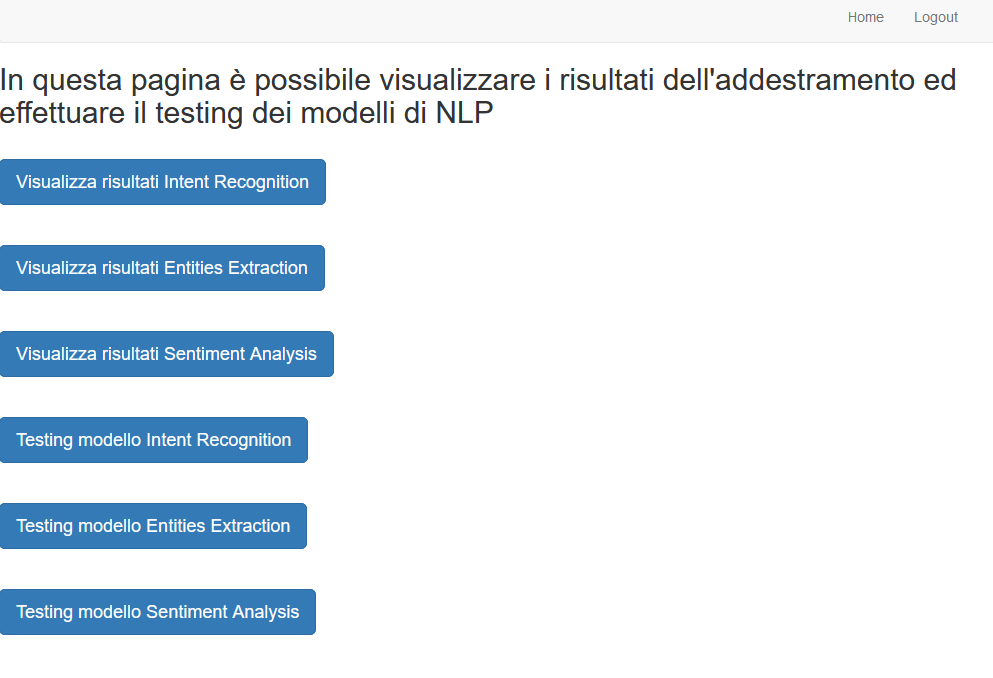 Home Logout
In questa pagina è possibile visualizzare i risultati dell'addestramento ed
effettuare il testing dei modelli di NLP
Visualizza risultati Intent Recognition
Visualizza risultati Entities Extraction
Visualizza risultati Sentiment Analysis
Testing modello Intent Recognition
Testing modello Entities Extraction
Testing modello Sentiment Analysis